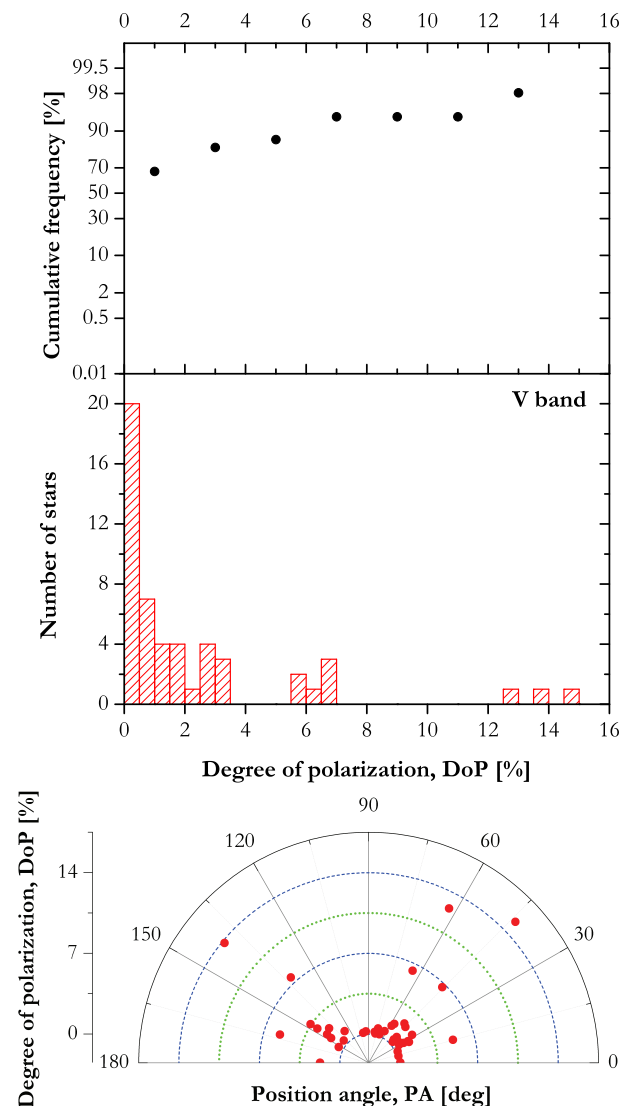 0 2 4 6 8 10 12 14 16
99.5
98
90
70
50
30
10
2
0.5
0.01
Cumulative frequency [%]
V band
20
16
12
8
4
0
Number of stars
0 2 4 6 8 10 12 14 16
Degree of polarization, DoP [%]
90
120 60
14
150 30
7
0
180 0
Degree of polarization, DoP [%]
Position angle, PA [deg]